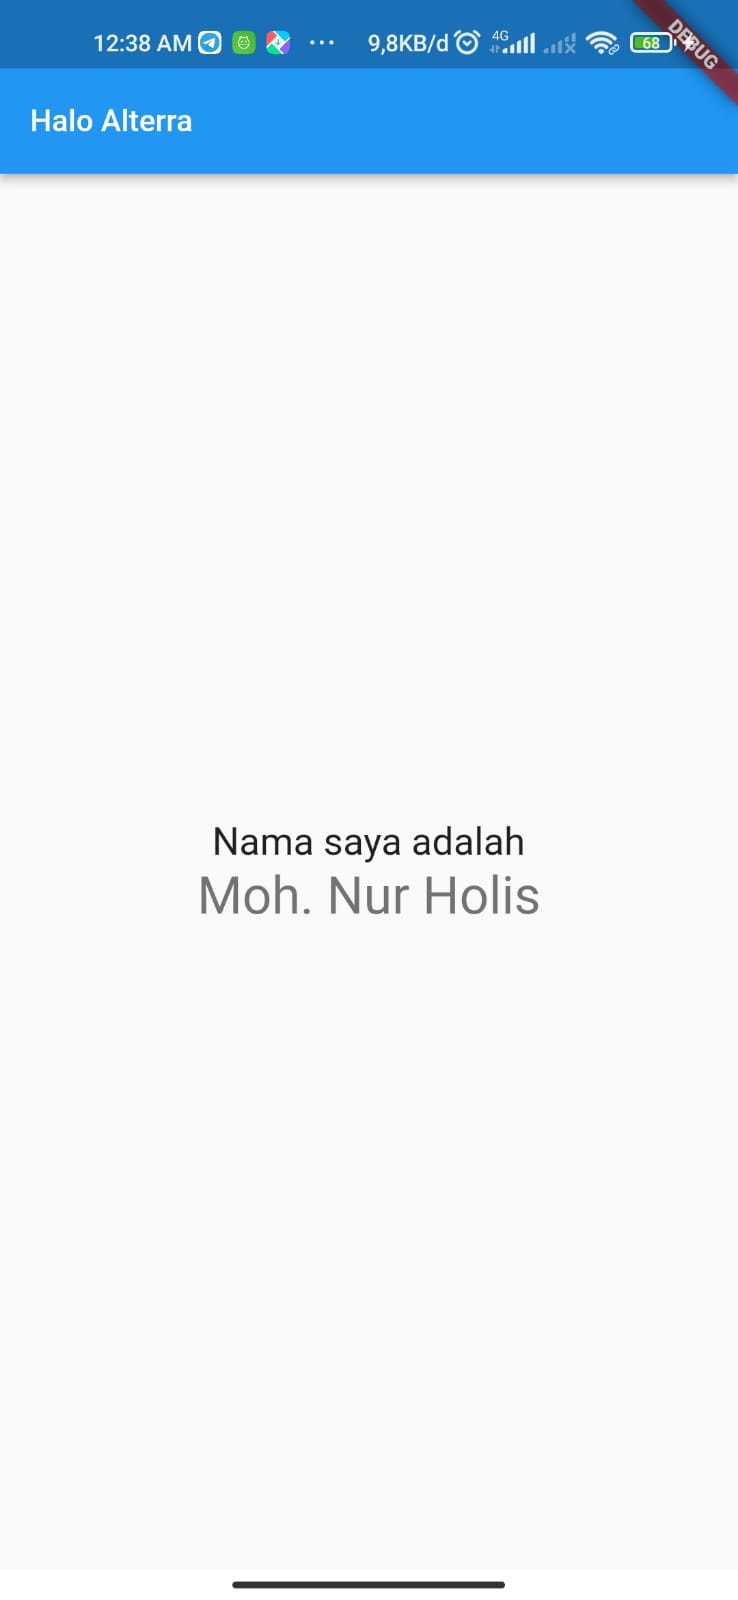 12:38 AM ... 9,8KB/d 4G 68
DEBUG
Halo Alterra
Nama saya adalah
Moh. Nur Holis